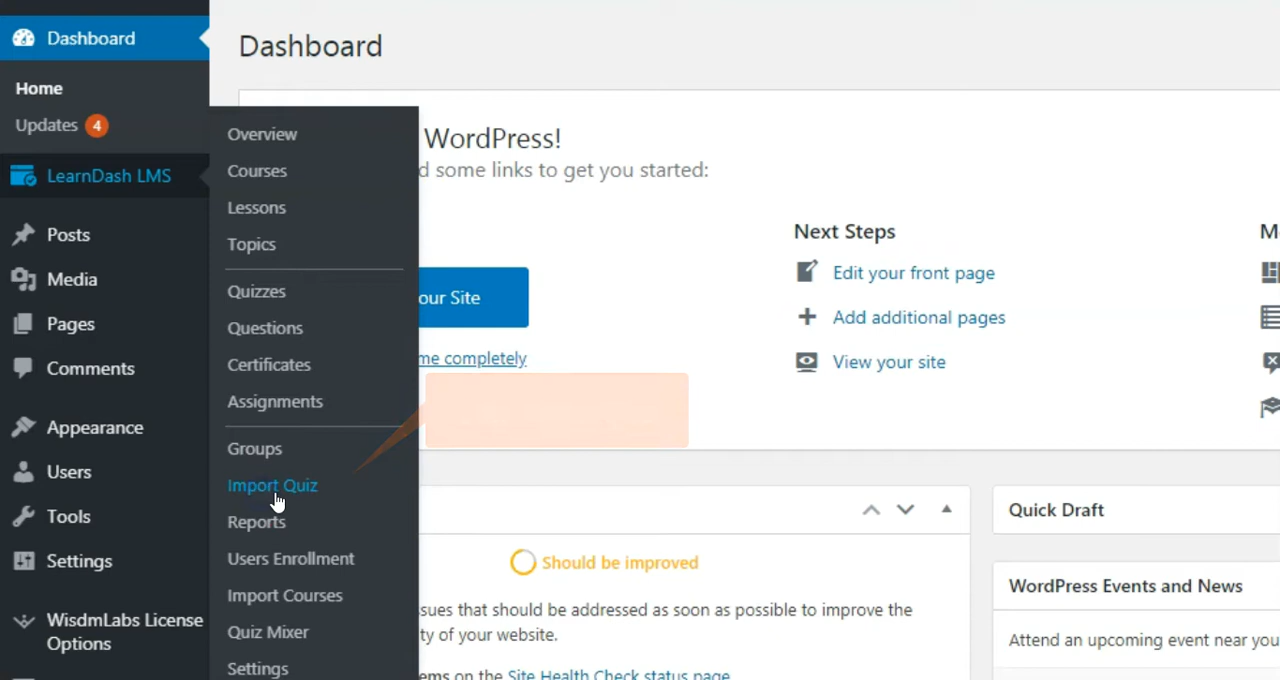 Dashboard
Home
Updates 4
LearnDash LMS
Posts
Media
Pages
Comments
Appearance
Users
Tools
Settings
WisdmLabs License
Options
Overview
Courses
Lessons
Topics
Quizzes
Questions
Certificates
Assignments
Groups
Import Quiz
Reports
Users Enrollment
Import Courses
Quiz Mixer
Settings
Dashboard
WordPress!
d some links to get you started:
our Site
me completely
Next Steps
Edit your front page
Add additional pages
View your site
M
Should be improved
sues that should be addressed as soon as possible to improve the
ty of your website.
ems on the Site Health Check status page
Quick Draft
WordPress Events and News
Attend an upcoming event near you